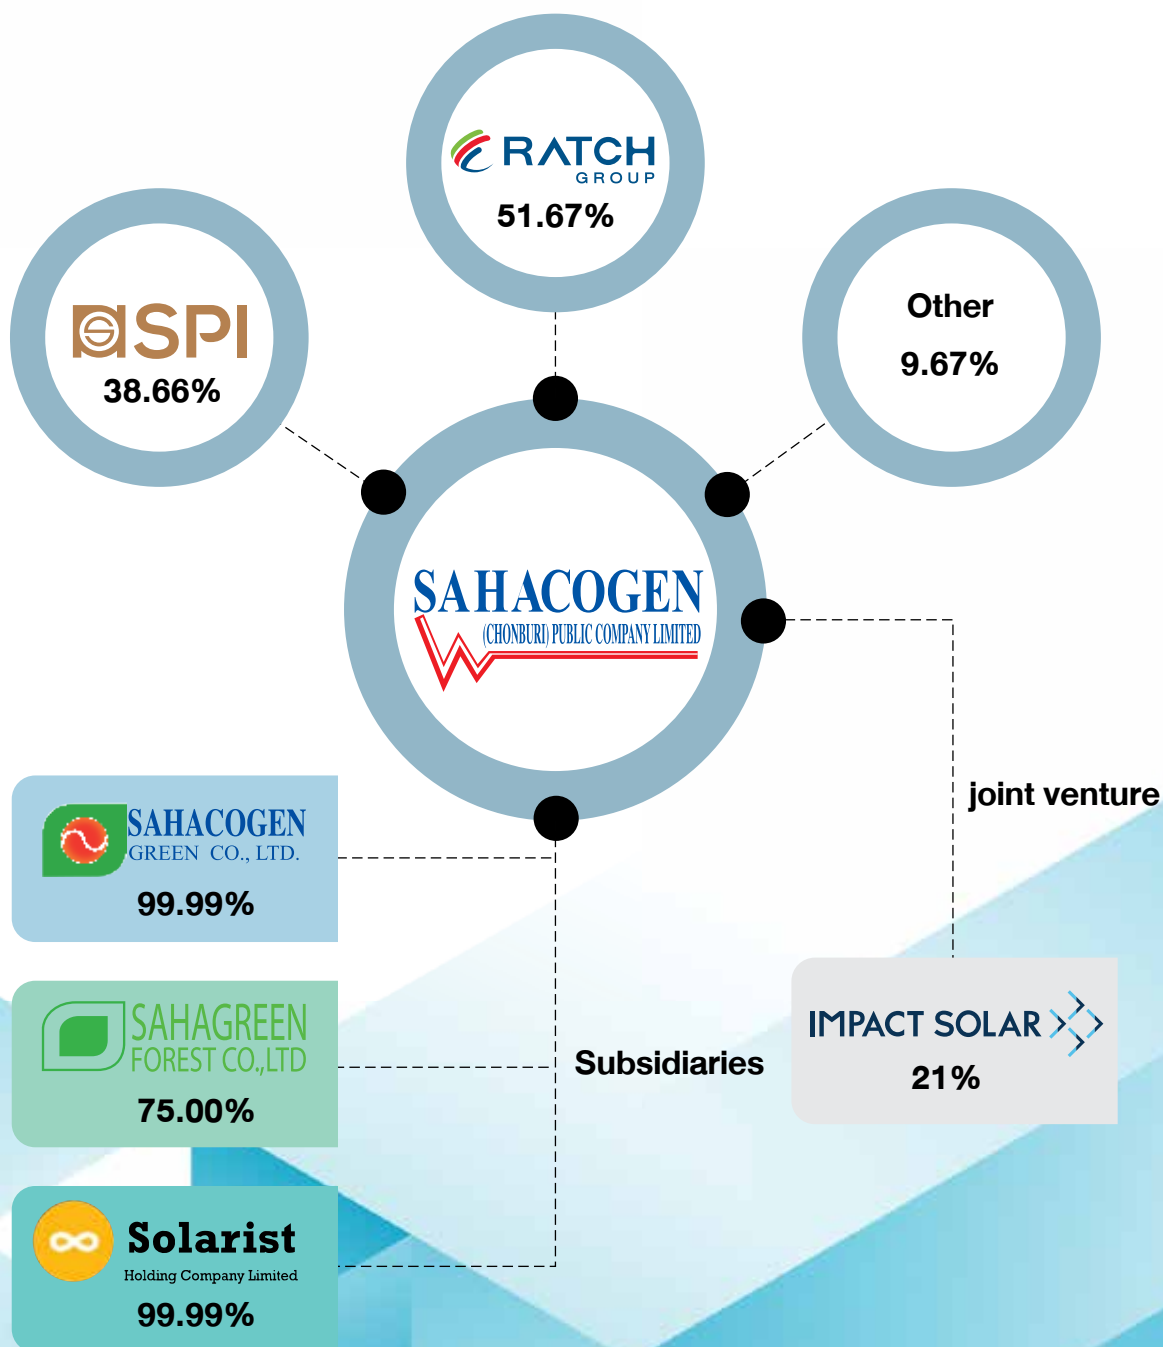 RATCH
GROUP
51.67%
SPI
38.66%
Other
9.67%
SAHACOGEN
(CHONBURI) PUBLIC COMPANY LIMITED
joint venture
SAHACOGEN
GREEN CO., LTD.
99.99%
SAHAGREEN
FOREST CO.,LTD
75.00%
Subsidiaries
IMPACT SOLAR
21%
Solarist
Holding Company Limited
99.99%